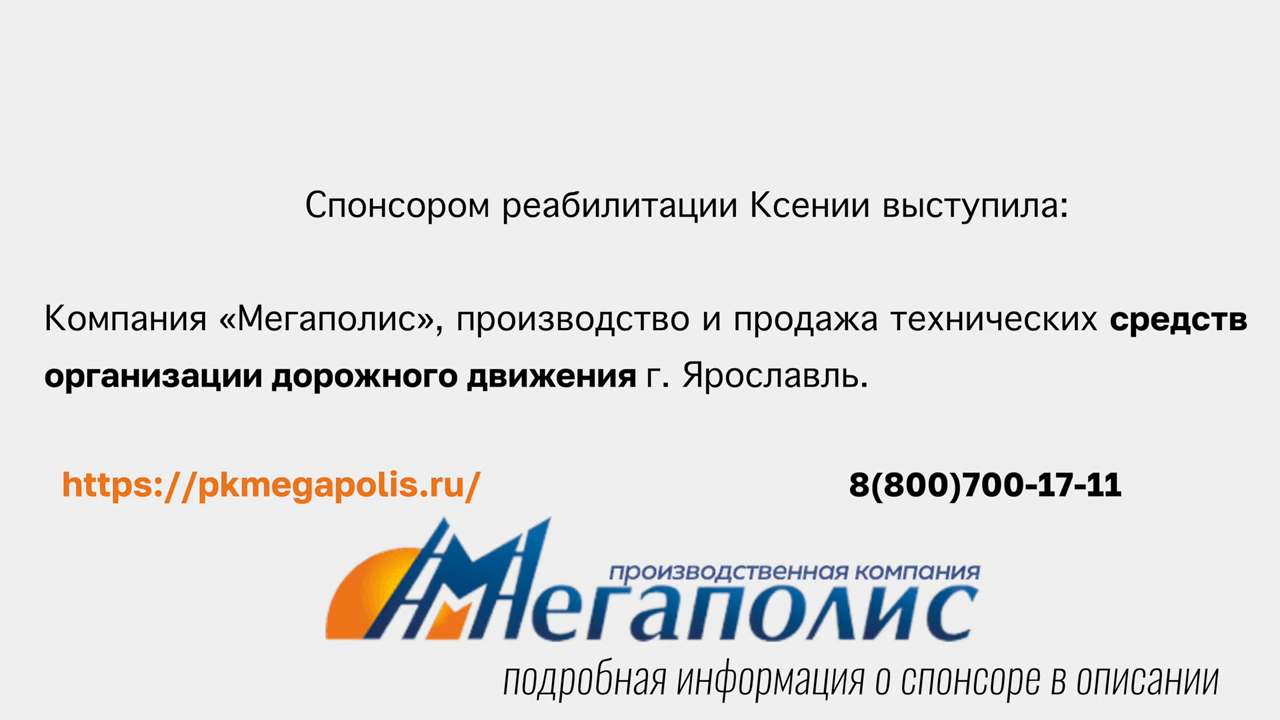 Спонсором реабилитации Ксении выступила:
Компания «Мегаполис», производство и продажа технических средств
организации дорожного движения г. Ярославль.
https://pkmegapolis.ru/ 8(800)700-17-11
производственная компания
Мегаполис
подробная информация о спонсоре в описании